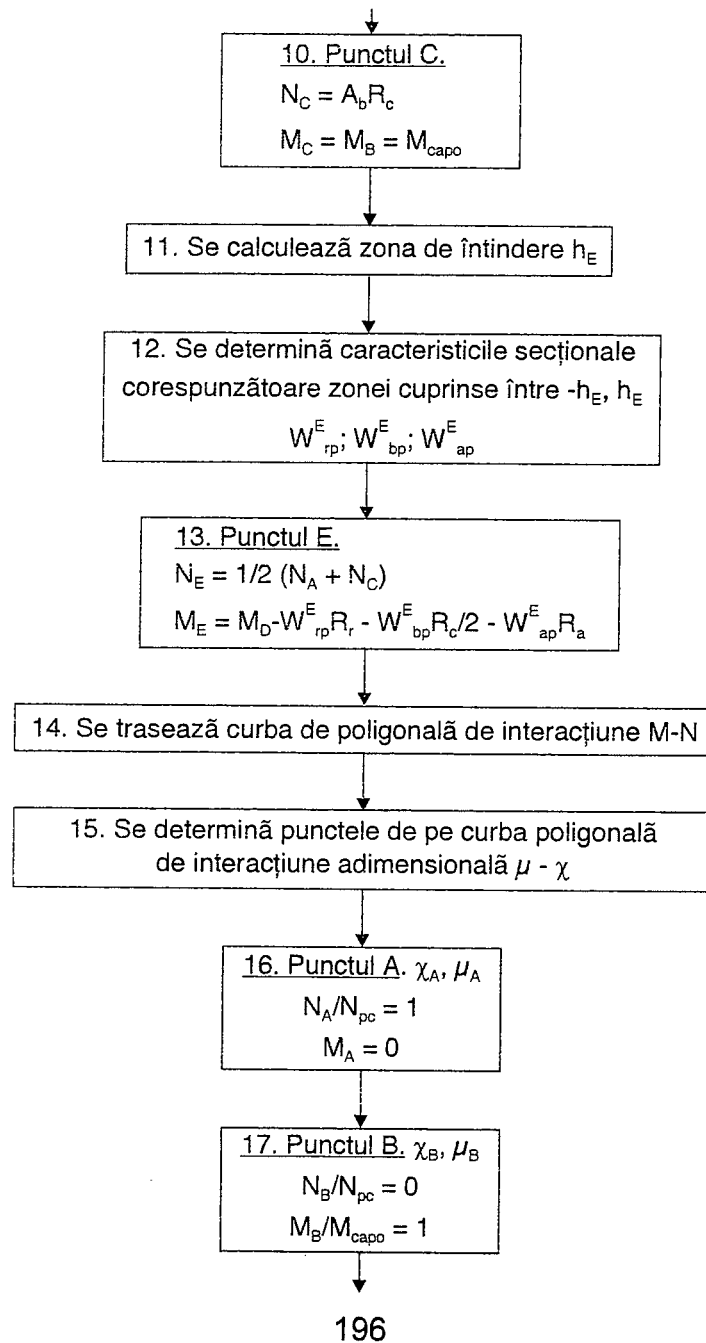 10. Punctul C.
N_C = A_bR_c
M_C = M_B = M_capo
11. Se calculează zona de întindere h_E
12. Se determină caracteristicile secționale
corespunzătoare zonei cuprinse între -h_E, h_E
W^E_rp; W^E_bp; W^E_ap
13. Punctul E.
N_E = 1/2 (N_A + N_C)
M_E = M_D-W^E_rpR_r - W^E_bpR_c/2 - W^E_apR_a
14. Se trasează curba de poligonală de interacțiune M-N
15. Se determină punctele de pe curba poligonală
de interacțiune adimensională μ - χ
16. Punctul A. χ_A, μ_A
N_A/N_pc = 1
M_A = 0
17. Punctul B. χ_B, μ_B
N_B/N_pc = 0
M_B/M_capo = 1
196